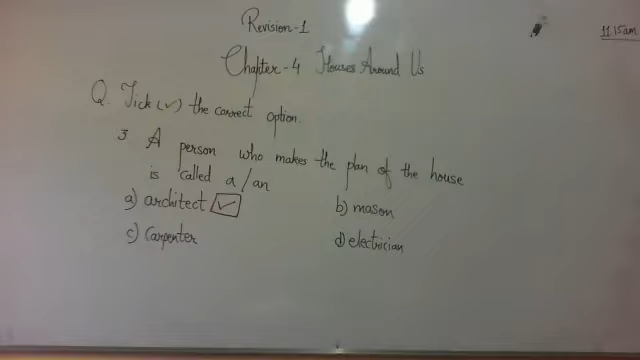 Revision-1
11:15am
Chapter-4 Houses Around Us
Q. Tick (✓) the correct option.
3 A person who makes the plan of the house
is called a/an
a) architect ✓
b) mason
c) Carpenter
d) electrician